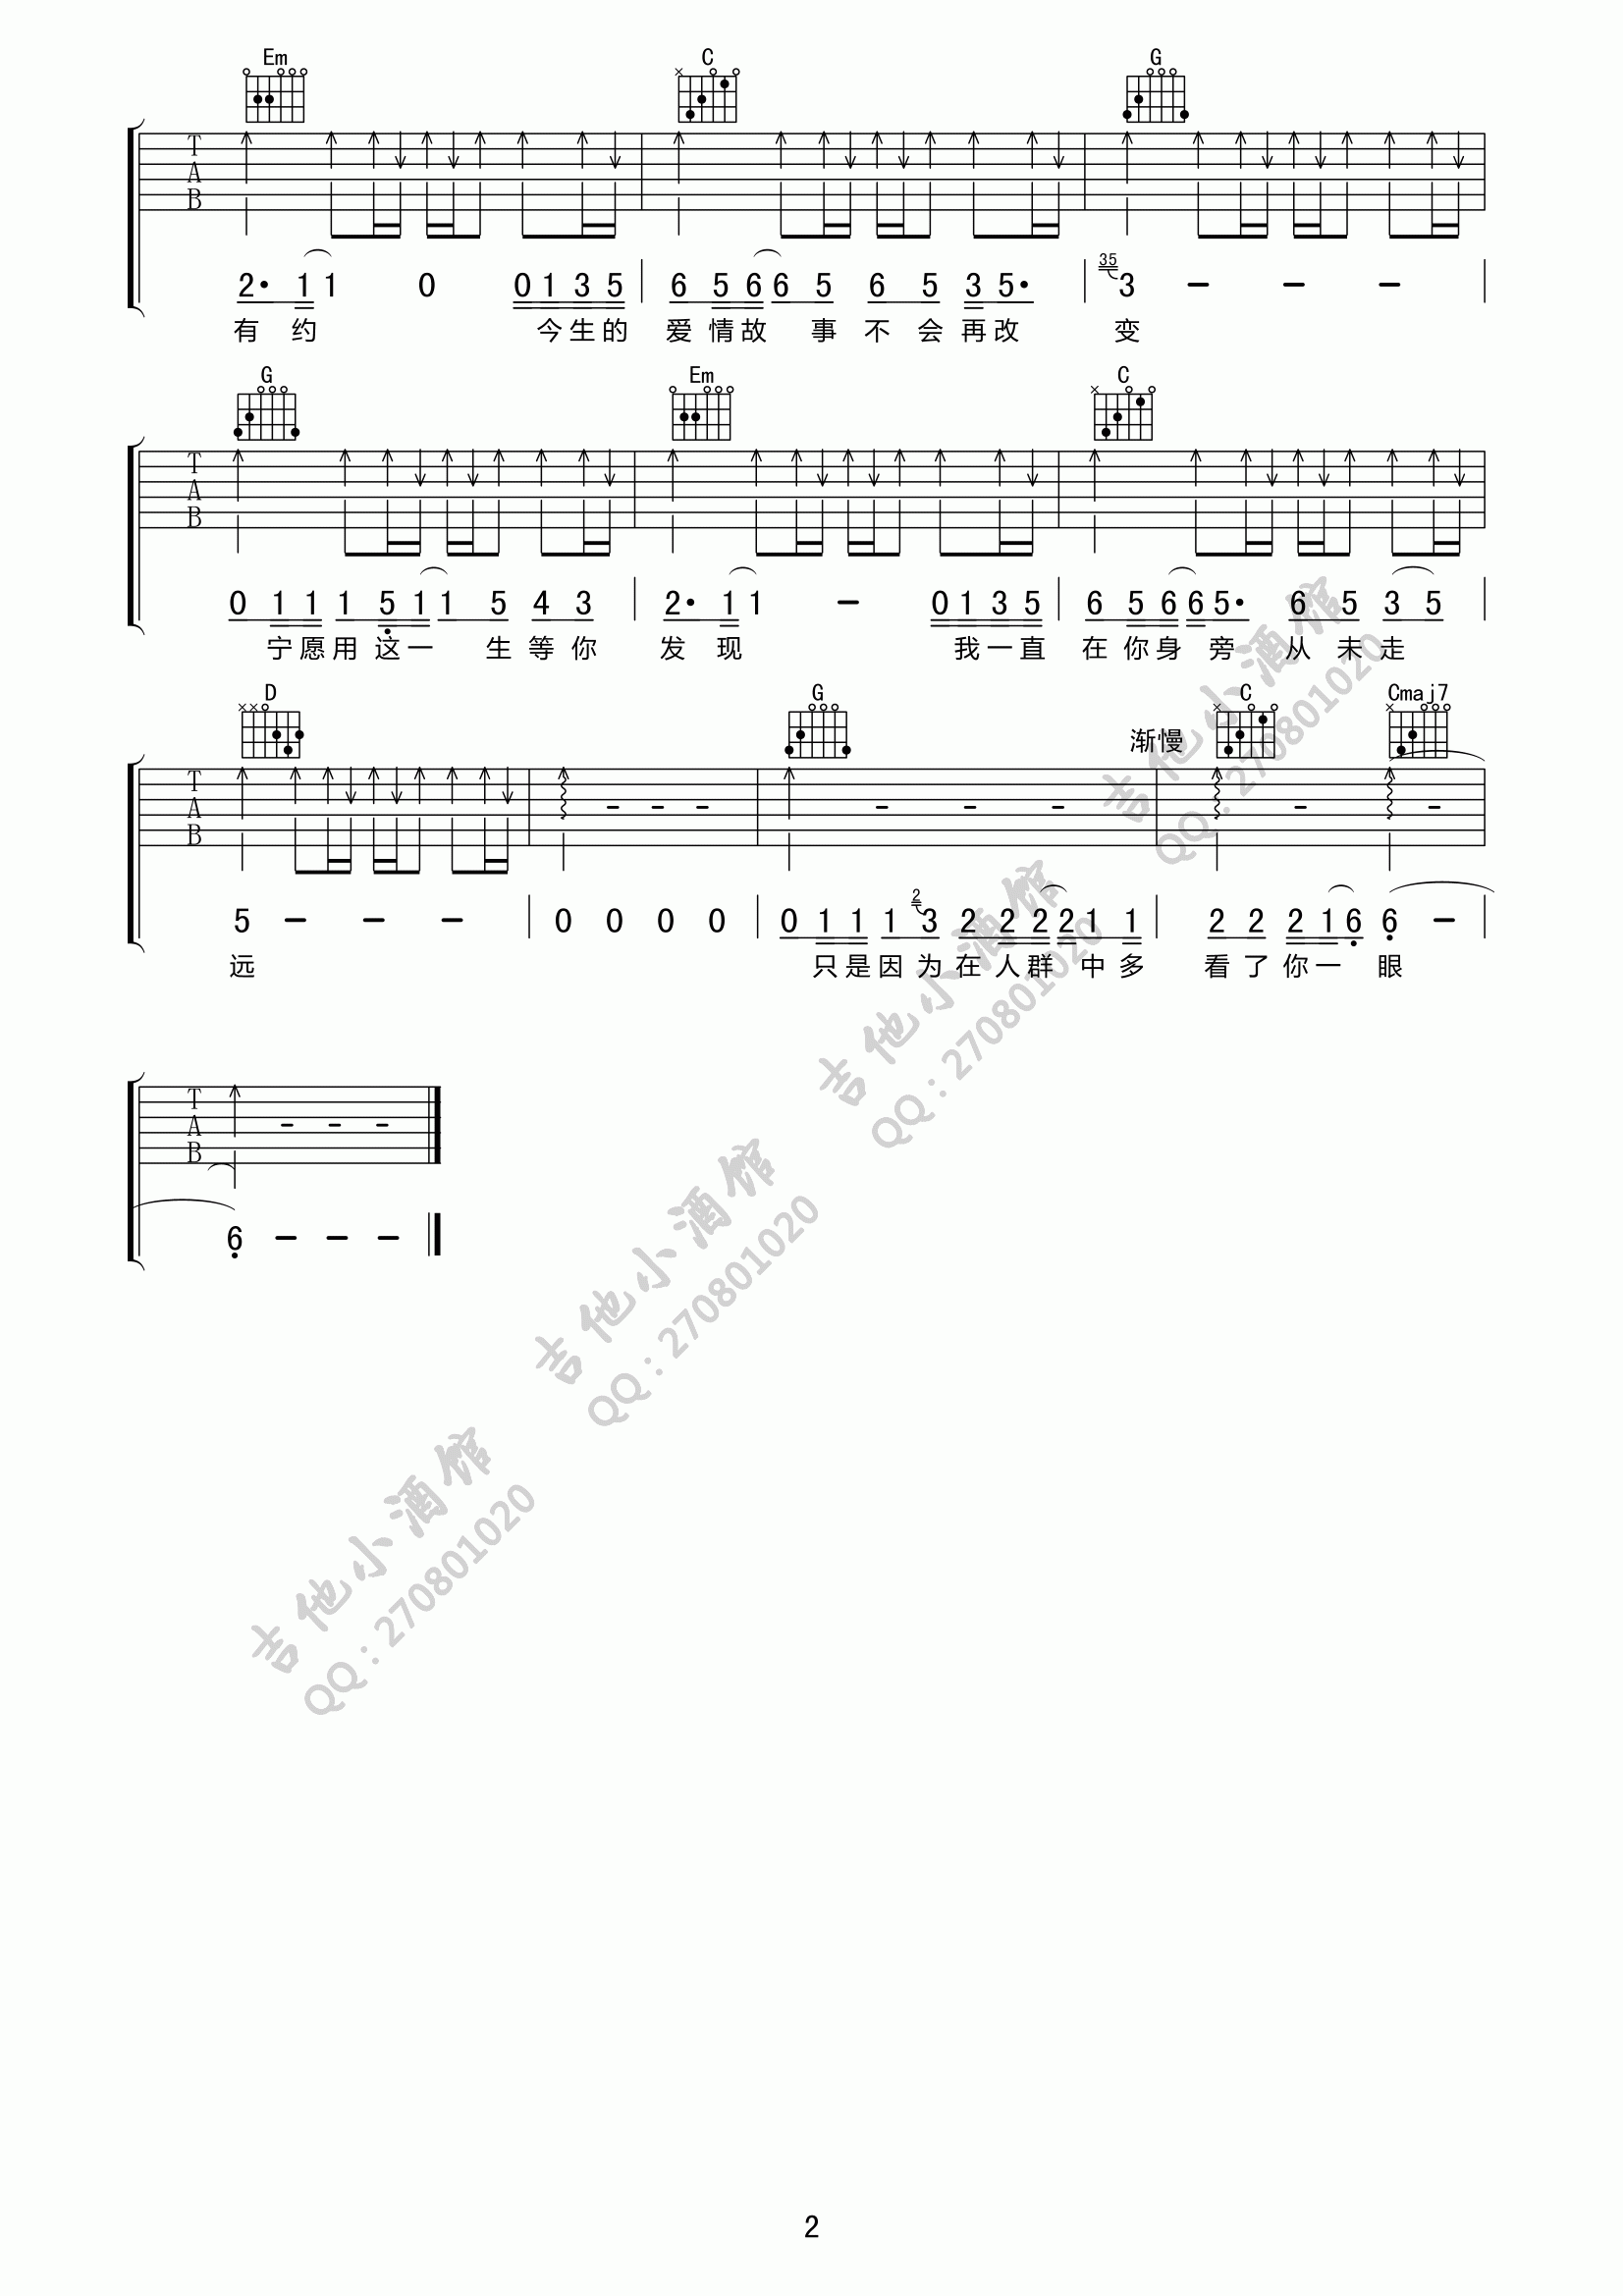 Em C G
T
A
B
2· 1 1 0 0 1 3 5 6 5 6 6 5 6 5 3 5· 35 3 - - -
有 约 今生的 爱 情故 事 不 会 再改 变
G Em C
T
A
B
0 1 1 1 5 1 1 5 4 3 2· 1 1 - 0 1 3 5 6 5 6 6 5· 6 5 3 5
宁愿用 这一 生 等 你 发 现 我一直 在 你身 旁 从 未 走
D G 渐慢 C Cmaj7
T
A
B
5 - - - 0 0 0 0 0 1 1 1 2 3 2 2 2 2 1 1 2 2 2 1 6 6 -
远 只是因 为 在 人群 中 多 看 了 你一 眼
T
A
B
6 - - -
吉他小酒馆
QQ：270801020
吉他小酒馆
QQ：270801020
吉他小酒馆
QQ：270801020
吉他小酒馆
QQ：270801020
2